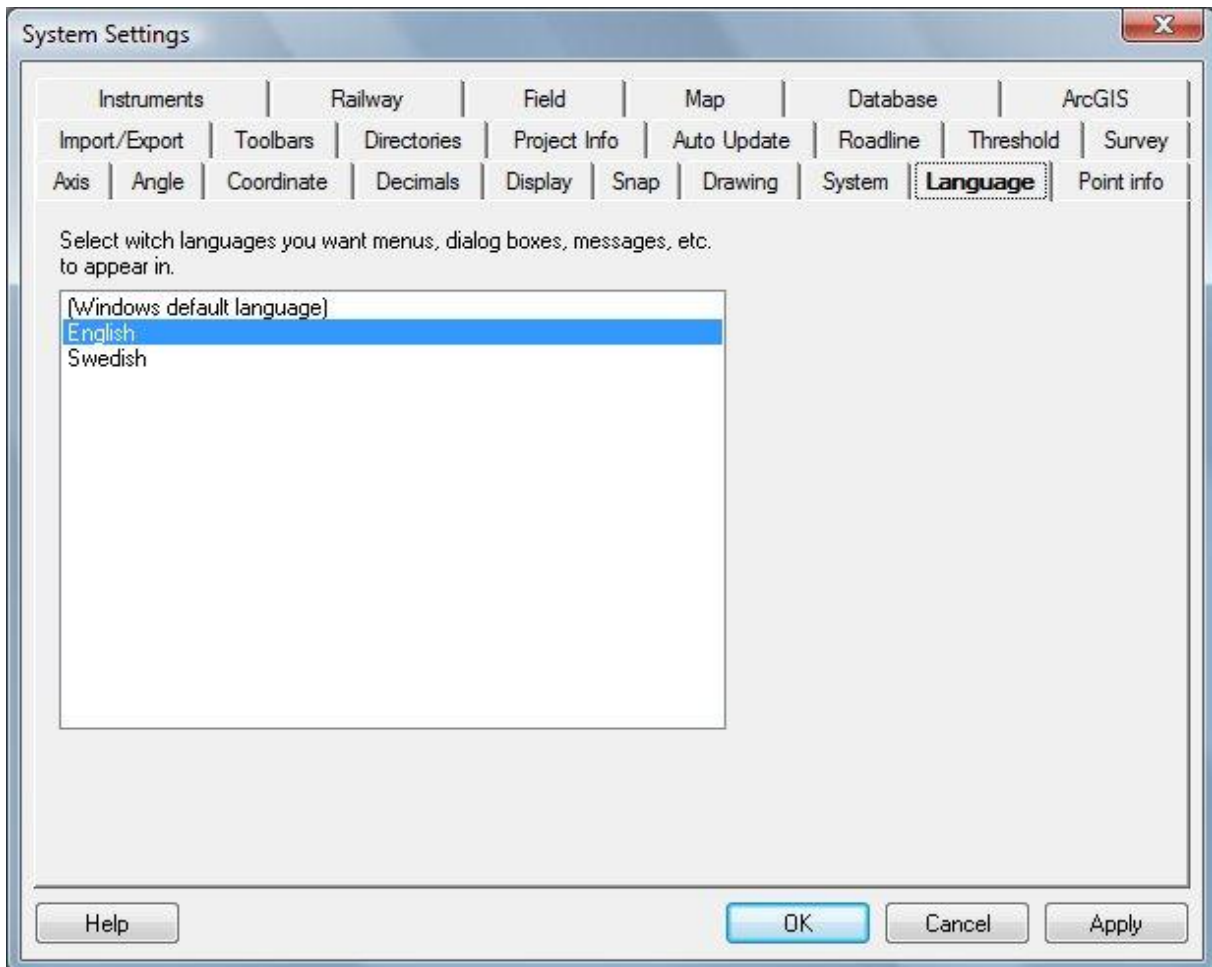 System Settings
Instruments Railway Field Map Database ArcGIS
Import/Export Toolbars Directories Project Info Auto Update Roadline Threshold Survey
Axis Angle Coordinate Decimals Display Snap Drawing System Language Point info
Select witch languages you want menus, dialog boxes, messages, etc.
to appear in.
(Windows default language)
English
Swedish
Help OK Cancel Apply